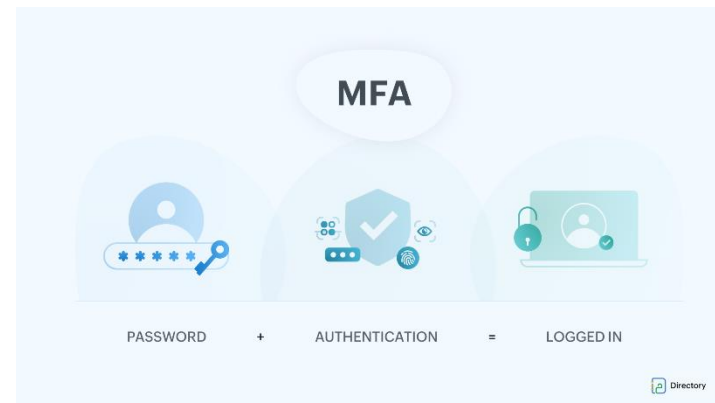 MFA
*****
PASSWORD + AUTHENTICATION = LOGGED IN
Directory